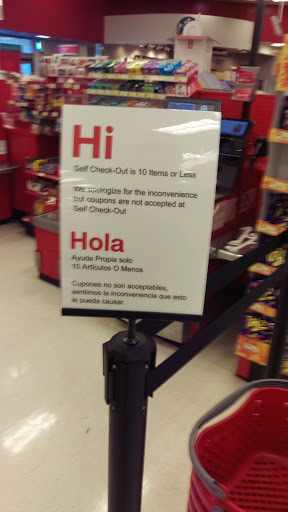 Hi
Self Check-Out is 10 Items or Less
We apologize for the inconvenience
but coupons are not accepted at
Self Check-Out
Hola
Ayuda Propia solo
10 Articulos O Menos
Cupones no son acceptables,
sentimos la inconveniencia que esto
le puede causar.